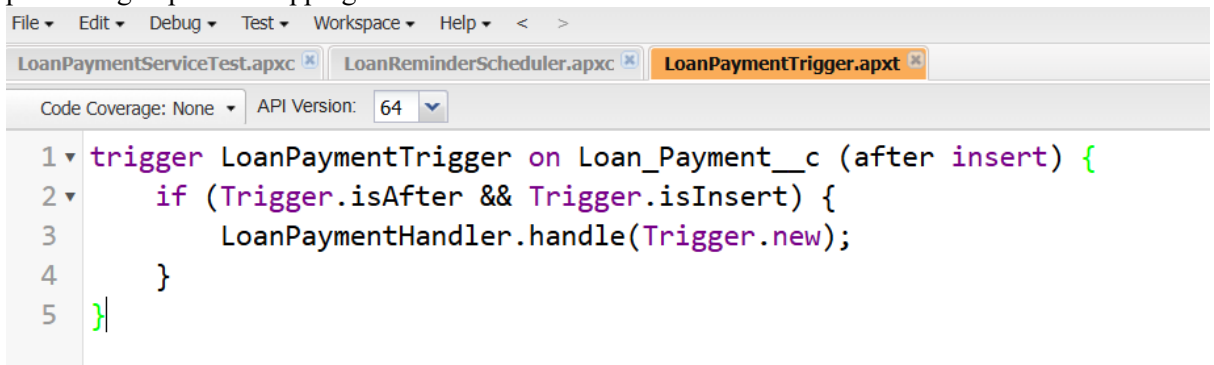 File Edit Debug Test Workspace Help < >
LoanPaymentServiceTest.apxc LoanReminderScheduler.apxc LoanPaymentTrigger.apxt
Code Coverage: None API Version: 64
1 trigger LoanPaymentTrigger on Loan_Payment__c (after insert) {
2 if (Trigger.isAfter && Trigger.isInsert) {
3 LoanPaymentHandler.handle(Trigger.new);
4 }
5 }